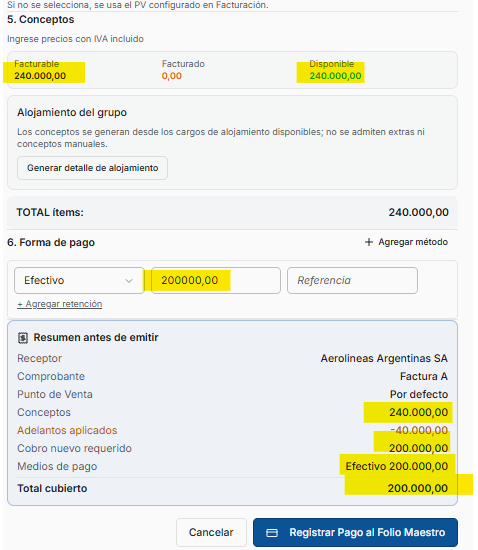 Si no se selecciona, se usa el PV configurado en Facturación.
5. Conceptos
Ingrese precios con IVA incluido
Facturable Facturado Disponible
240.000,00 0,00 240.000,00
Alojamiento del grupo
Los conceptos se generan desde los cargos de alojamiento disponibles; no se admiten extras ni
conceptos manuales.
Generar detalle de alojamiento
TOTAL ítems: 240.000,00
6. Forma de pago + Agregar método
Efectivo 200000,00 Referencia
+ Agregar retención
Resumen antes de emitir
Receptor Aerolineas Argentinas SA
Comprobante Factura A
Punto de Venta Por defecto
Conceptos 240.000,00
Adelantos aplicados -40.000,00
Cobro nuevo requerido 200.000,00
Medios de pago Efectivo 200.000,00
Total cubierto 200.000,00
Cancelar Registrar Pago al Folio Maestro